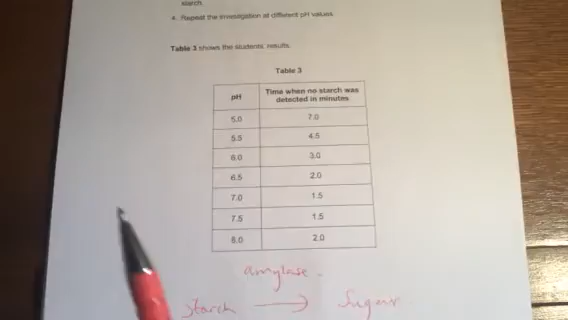 starch.
4. Repeat the investigation at different pH values
Table 3 shows the students' results.
Table 3
pH Time when no starch was
detected in minutes
5.0 7.0
5.5 4.5
6.0 3.0
6.5 2.0
7.0 1.5
7.5 1.5
8.0 2.0
amylase.
starch → Sugar